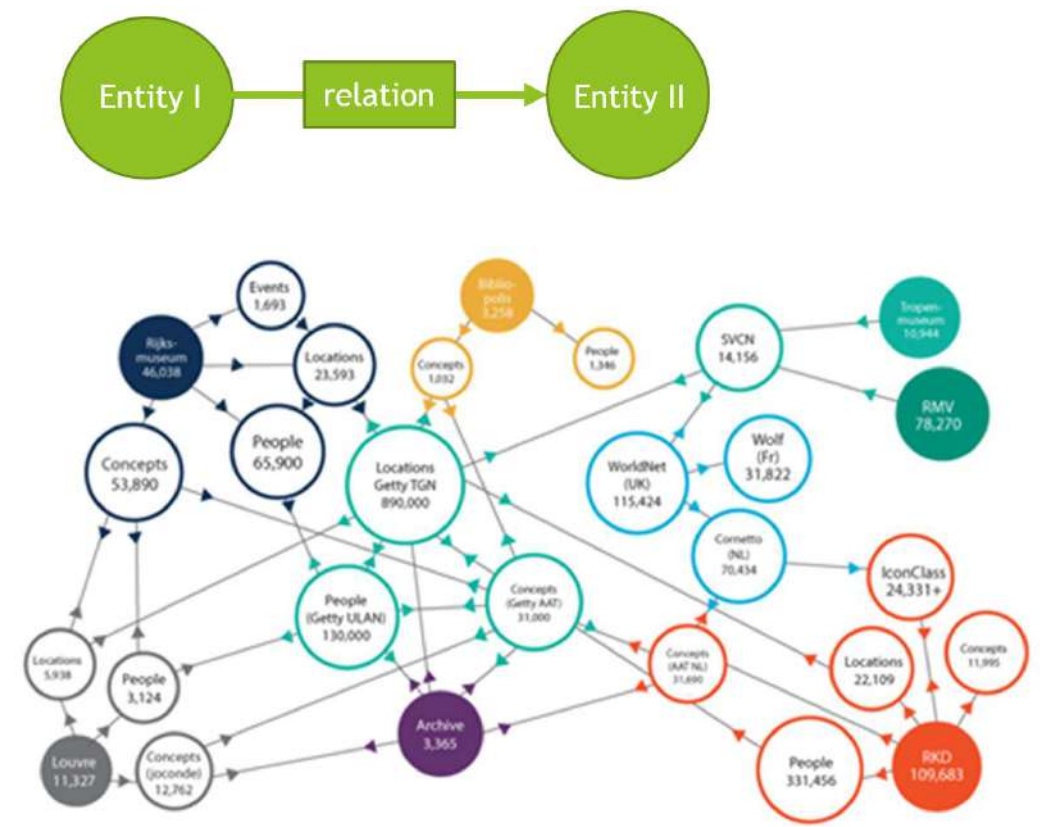 Entity I
relation
Entity II
Events
1,693
Rijks-
museum
46,038
Locations
23,593
Biblio-
polis
3,258
Concepts
1,032
People
1,346
SVCN
14,156
Tropen-
museum
10,944
RMV
78,270
Concepts
53,890
People
65,900
Locations
Getty TGN
890,000
WorldNet
(UK)
115,424
Wolf
(Fr)
31,822
Cornetto
(NL)
70,434
IconClass
24,331+
People
(Getty ULAN)
130,000
Concepts
(Getty AAT)
31,000
Locations
5,938
People
3,124
Concepts
(AAT NL)
31,690
Locations
22,109
Concepts
11,995
Louvre
11,327
Concepts
(joconde)
12,762
Archive
3,365
People
331,456
RKD
109,683